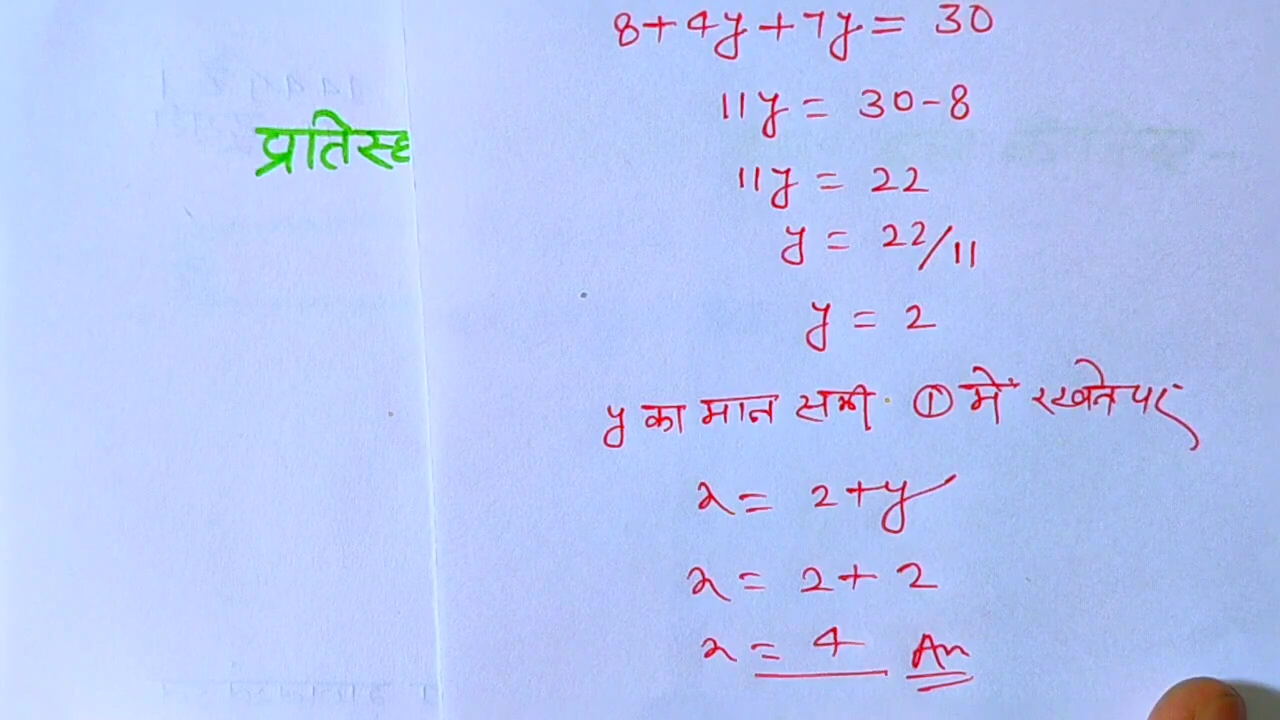 8+4y+7y= 30
11y= 30-8
प्रतिस्
11y = 22
y = 22/11
y = 2
y का मान समी. ① में रखने पर
x = 2+y
x = 2+ 2
x = 4 An